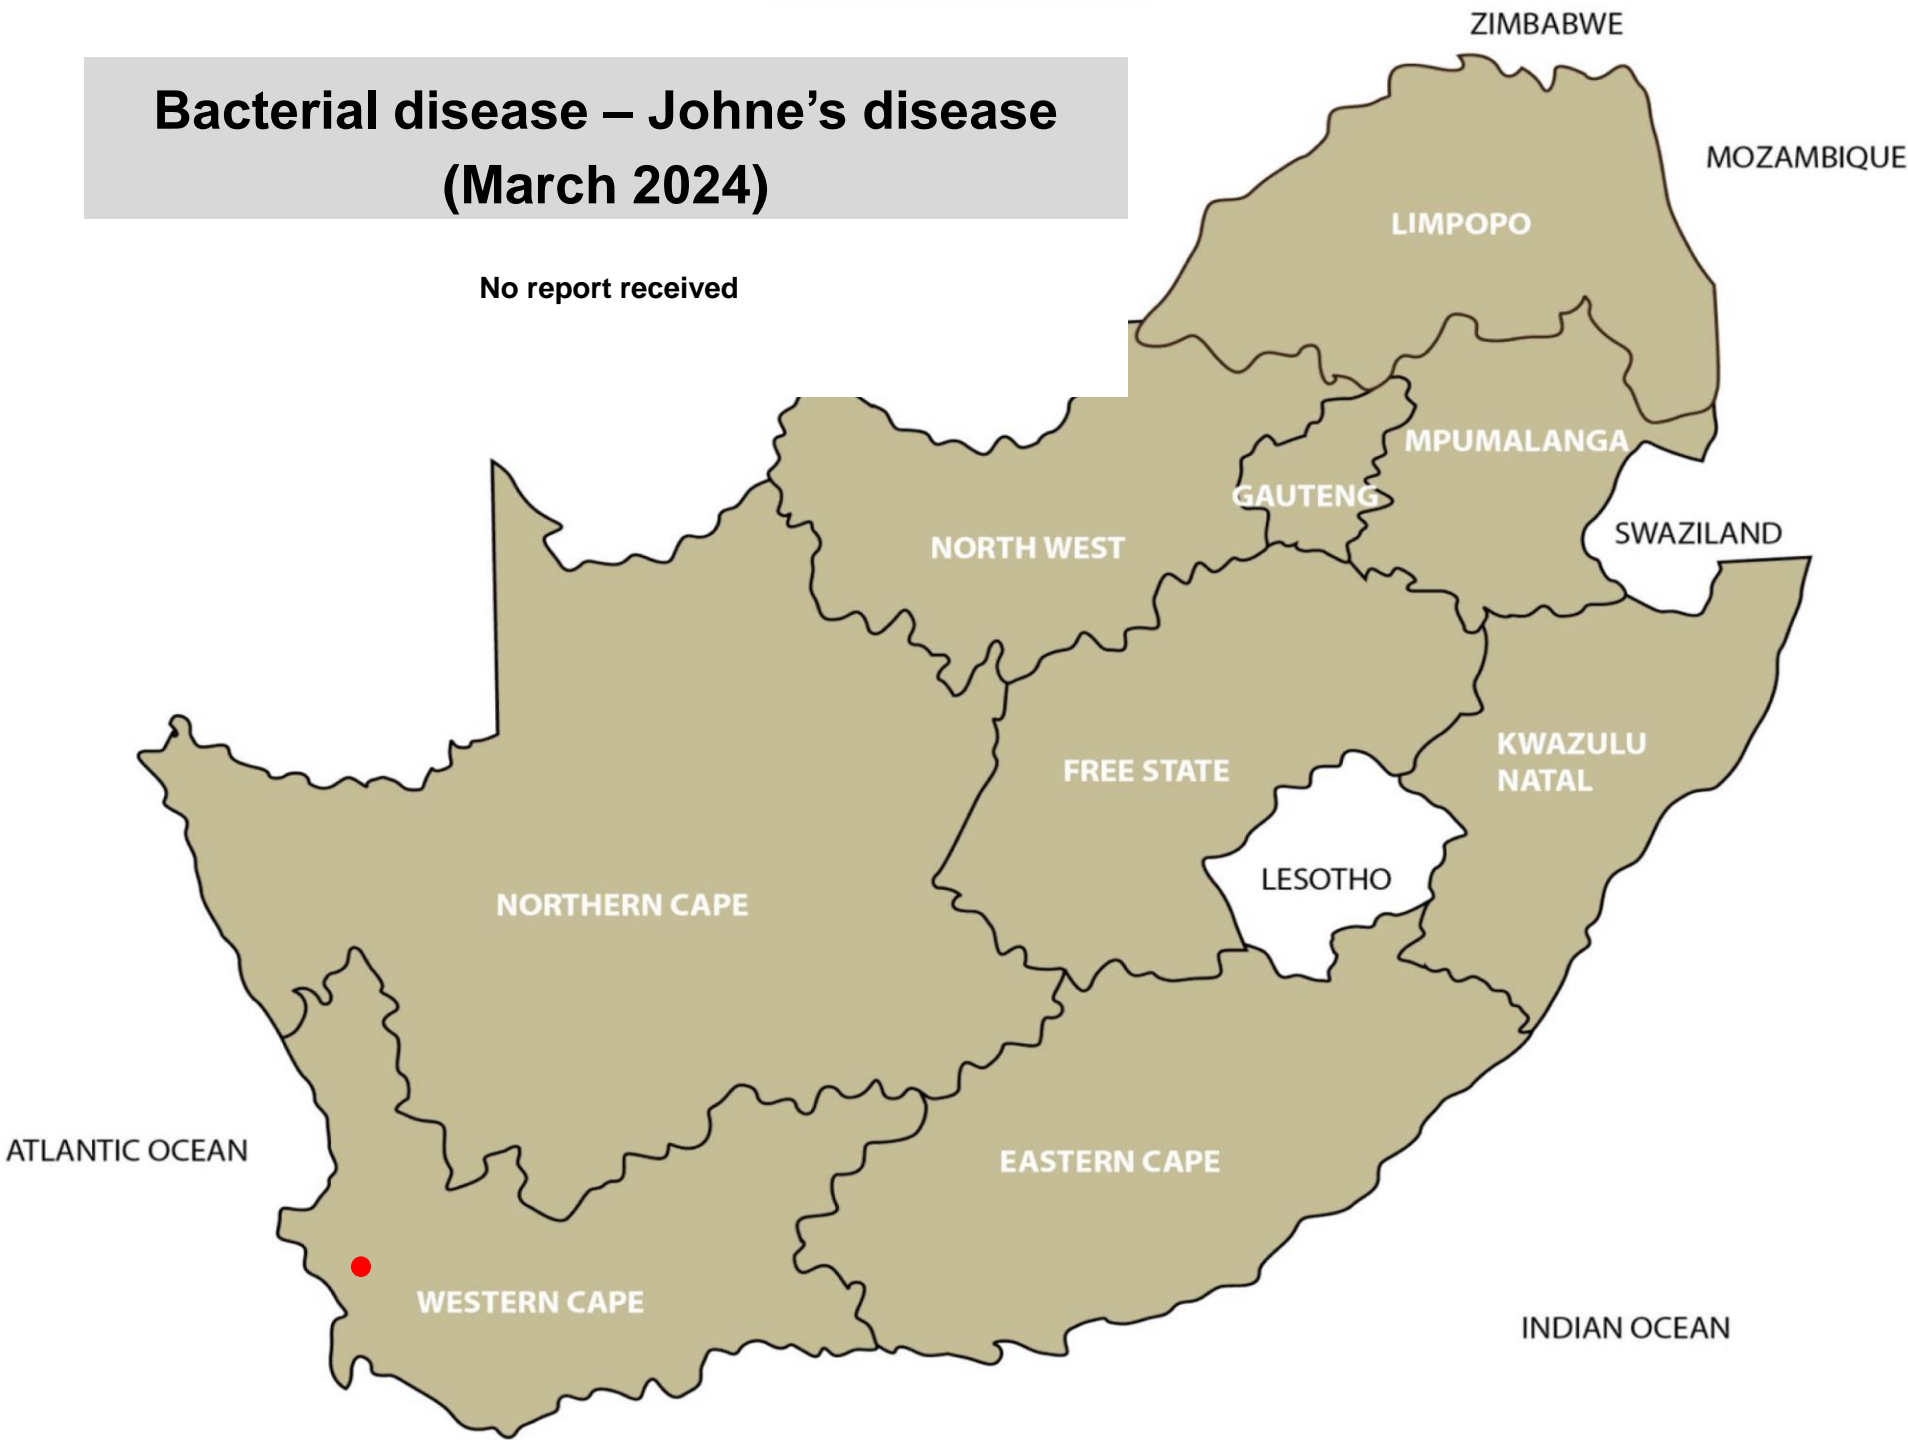 ZIMBABWE
Bacterial disease – Johne’s disease
(March 2024)
MOZAMBIQUE
LIMPOPO
No report received
MPUMALANGA
GAUTENG
SWAZILAND
NORTH WEST
KWAZULU
NATAL
FREE STATE
LESOTHO
NORTHERN CAPE
ATLANTIC OCEAN
EASTERN CAPE
WESTERN CAPE
INDIAN OCEAN